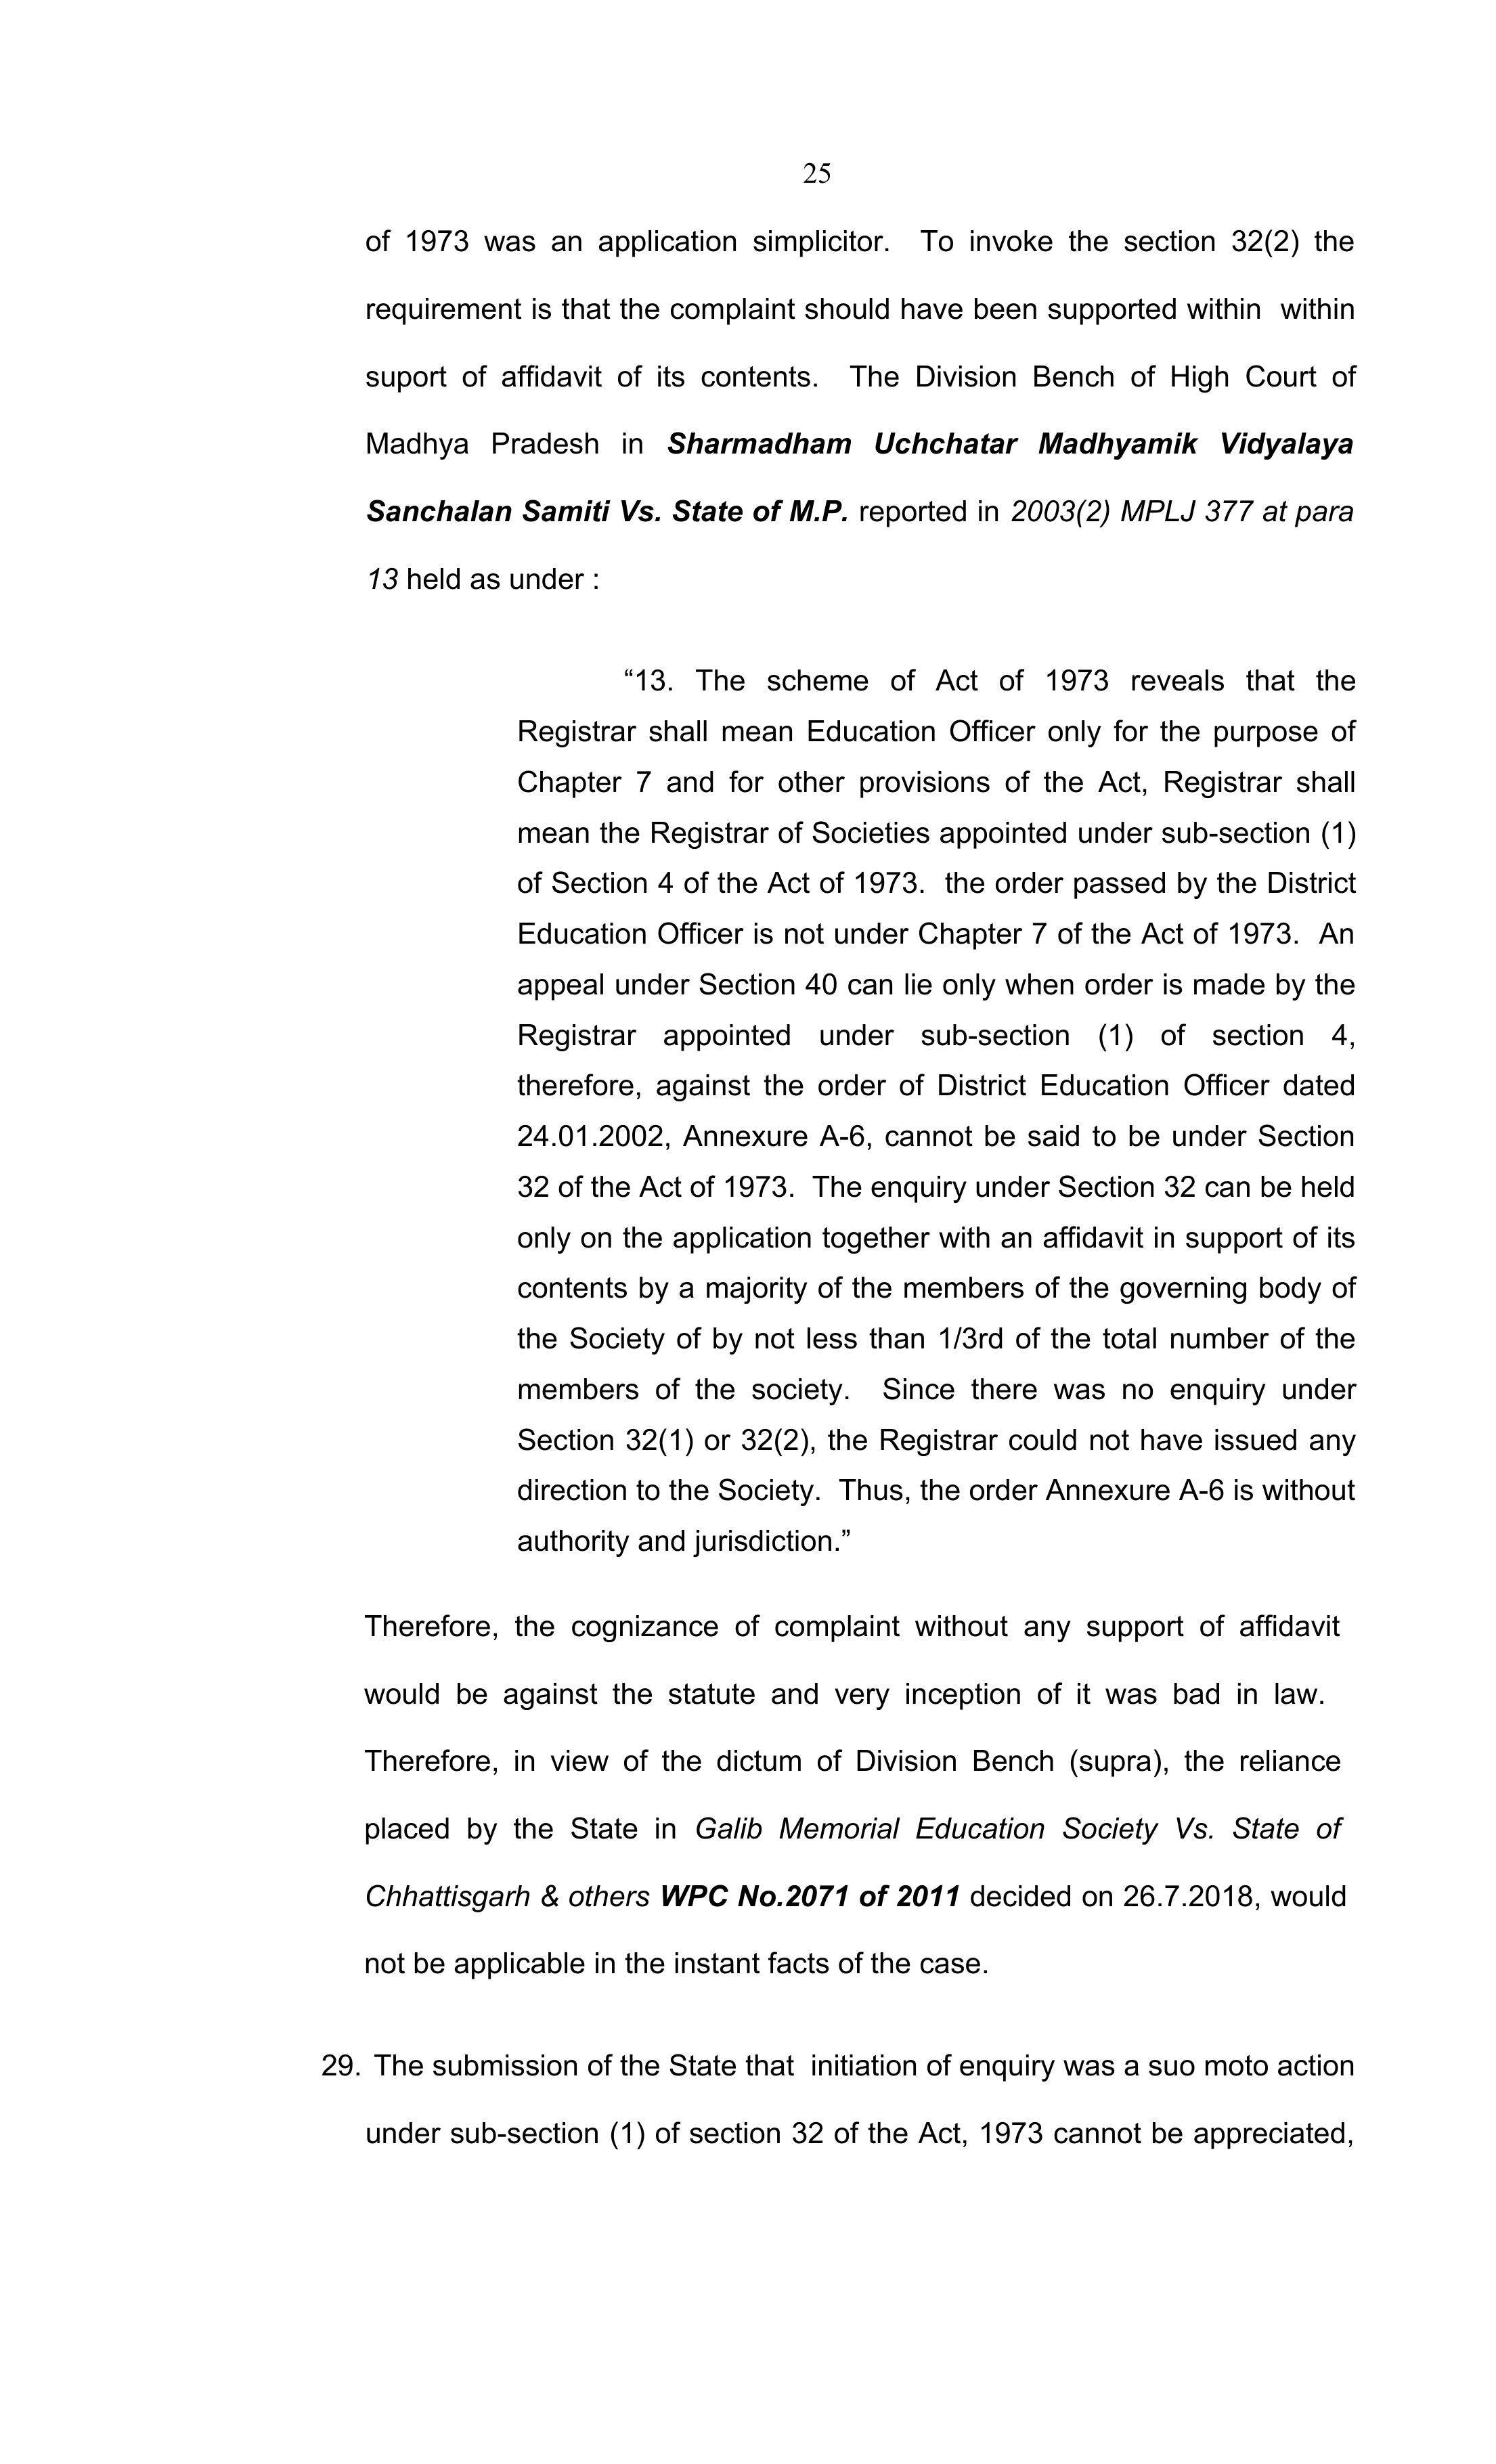 25
of 1973 was an application simplicitor. To invoke the section 32(2) the
requirement is that the complaint should have been supported within within
suport of affidavit of its contents. The Division Bench of High Court of
Madhya Pradesh in Sharmadham Uchchatar Madhyamik Vidyalaya
Sanchalan Samiti Vs. State of M.P. reported in 2003(2) MPLJ 377 at para
13 held as under :
“13. The scheme of Act of 1973 reveals that the
Registrar shall mean Education Officer only for the purpose of
Chapter 7 and for other provisions of the Act, Registrar shall
mean the Registrar of Societies appointed under sub-section (1)
of Section 4 of the Act of 1973. the order passed by the District
Education Officer is not under Chapter 7 of the Act of 1973. An
appeal under Section 40 can lie only when order is made by the
Registrar appointed under sub-section (1) of section 4,
therefore, against the order of District Education Officer dated
24.01.2002, Annexure A-6, cannot be said to be under Section
32 of the Act of 1973. The enquiry under Section 32 can be held
only on the application together with an affidavit in support of its
contents by a majority of the members of the governing body of
the Society of by not less than 1/3rd of the total number of the
members of the society. Since there was no enquiry under
Section 32(1) or 32(2), the Registrar could not have issued any
direction to the Society. Thus, the order Annexure A-6 is without
authority and jurisdiction.”
Therefore, the cognizance of complaint without any support of affidavit
would be against the statute and very inception of it was bad in law.
Therefore, in view of the dictum of Division Bench (supra), the reliance
placed by the State in Galib Memorial Education Society Vs. State of
Chhattisgarh & others WPC No.2071 of 2011 decided on 26.7.2018, would
not be applicable in the instant facts of the case.
29. The submission of the State that initiation of enquiry was a suo moto action
under sub-section (1) of section 32 of the Act, 1973 cannot be appreciated,